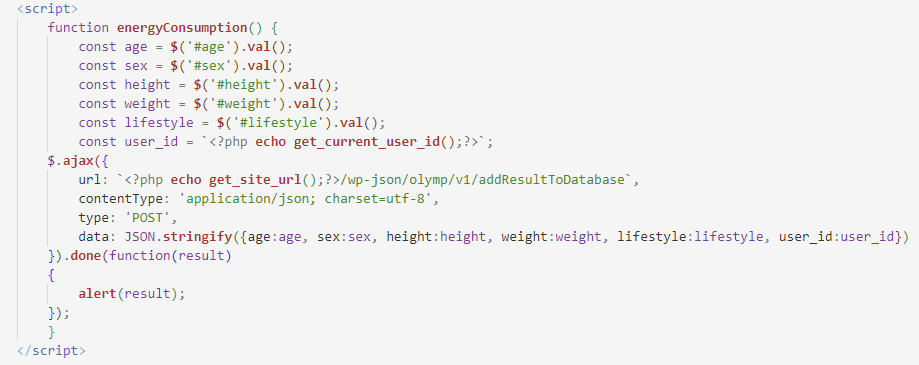 <script>
function energyConsumption() {
const age = $('#age').val();
const sex = $('#sex').val();
const height = $('#height').val();
const weight = $('#weight').val();
const lifestyle = $('#lifestyle').val();
const user_id = `<?php echo get_current_user_id();?>`;
$.ajax({
url: `<?php echo get_site_url();?>/wp-json/olymp/v1/addResultToDatabase`,
contentType: 'application/json; charset=utf-8',
type: 'POST',
data: JSON.stringify({age:age, sex:sex, height:height, weight:weight, lifestyle:lifestyle, user_id:user_id})
}).done(function(result)
{
alert(result);
});
}
</script>